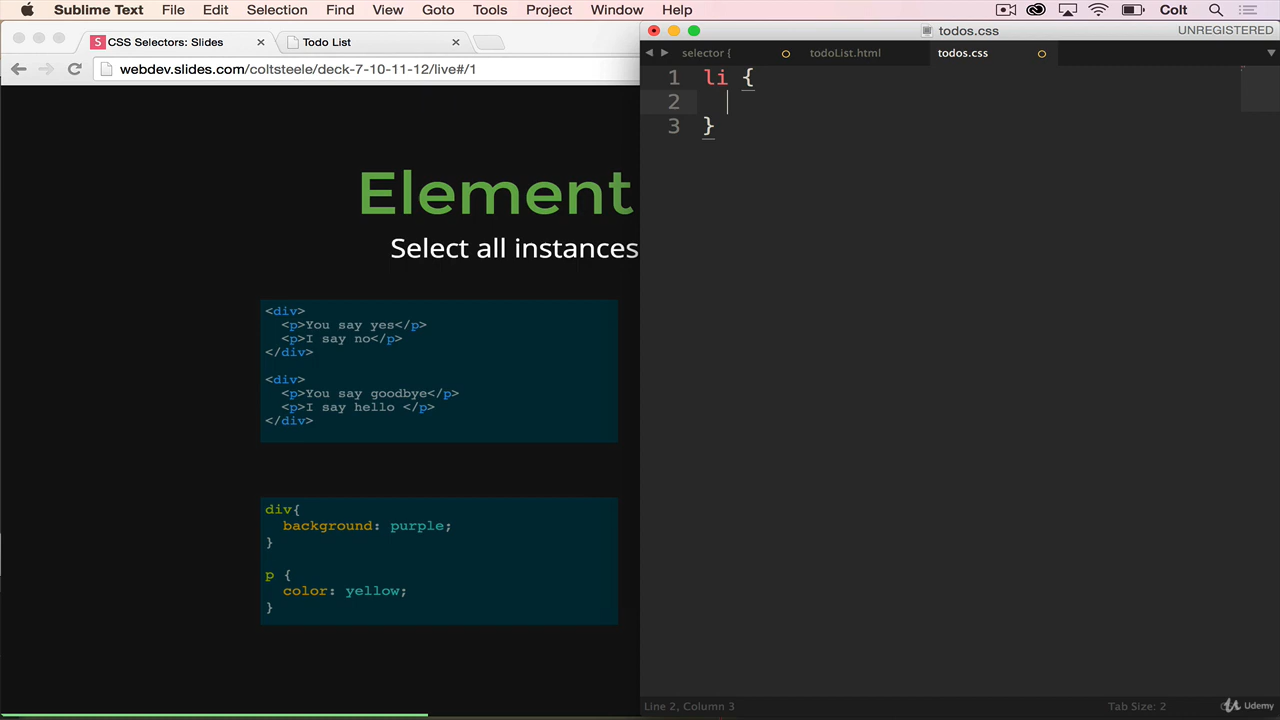 Sublime Text File Edit Selection Find View Goto Tools Project Window Help Colt
S CSS Selectors: Slides × Todo List ×
webdev.slides.com/coltsteele/deck-7-10-11-12/live#/1
Element
Select all instances
<div>
<p>You say yes</p>
<p>I say no</p>
</div>
<div>
<p>You say goodbye</p>
<p>I say hello </p>
</div>
div{
background: purple;
}
p {
color: yellow;
}
todos.css UNREGISTERED
selector { todoList.html todos.css
1 li {
2
3 }
Line 2, Column 3 Tab Size: 2
Udemy